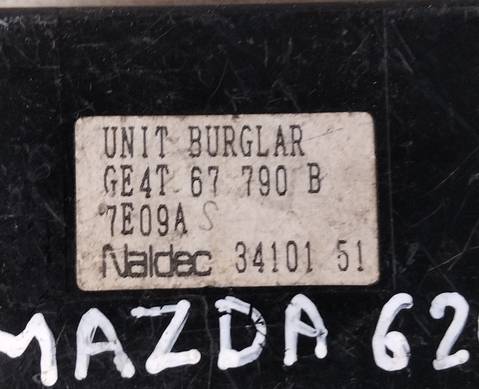 UNIT BURGLAR
GE4T 67 790 B
7E09A S
Naldec 34101 51
MAZDA 62